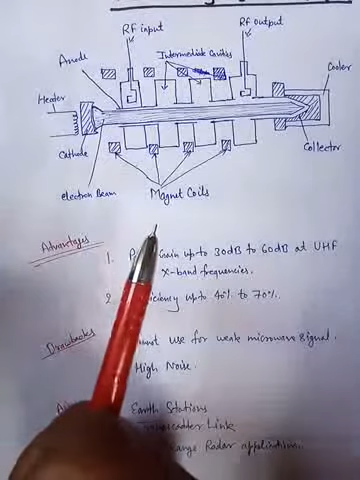 RF input
RF output
Anode
Intermediate Cavities
Cooler
Heater
Cathode
Collector
electron Beam
Magnet Coils
Advantages
1. gain upto 30dB to 60dB at UHF
X-band frequencies.
2. upto 40% to 70%.
Drawbacks
use for weak microwave signal.
High Noise.
Earth Stations
Link
Range Radar applications.